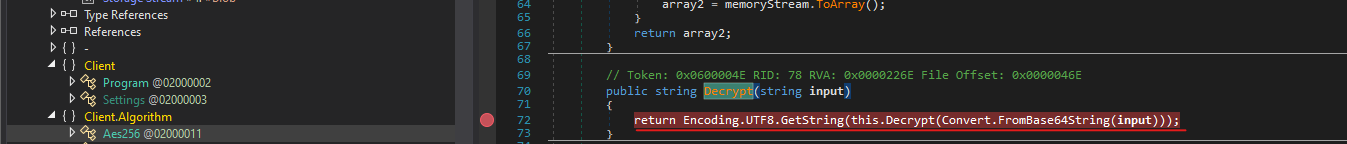 Type References
References
{ } -
{ } Client
Program @02000002
Settings @02000003
{ } Client.Algorithm
Aes256 @02000011
64 array2 = memoryStream.ToArray();
65 }
66 return array2;
67 }
68
69 // Token: 0x0600004E RID: 78 RVA: 0x0000226E File Offset: 0x0000046E
70 public string Decrypt(string input)
71 {
72 return Encoding.UTF8.GetString(this.Decrypt(Convert.FromBase64String(input)));
73 }